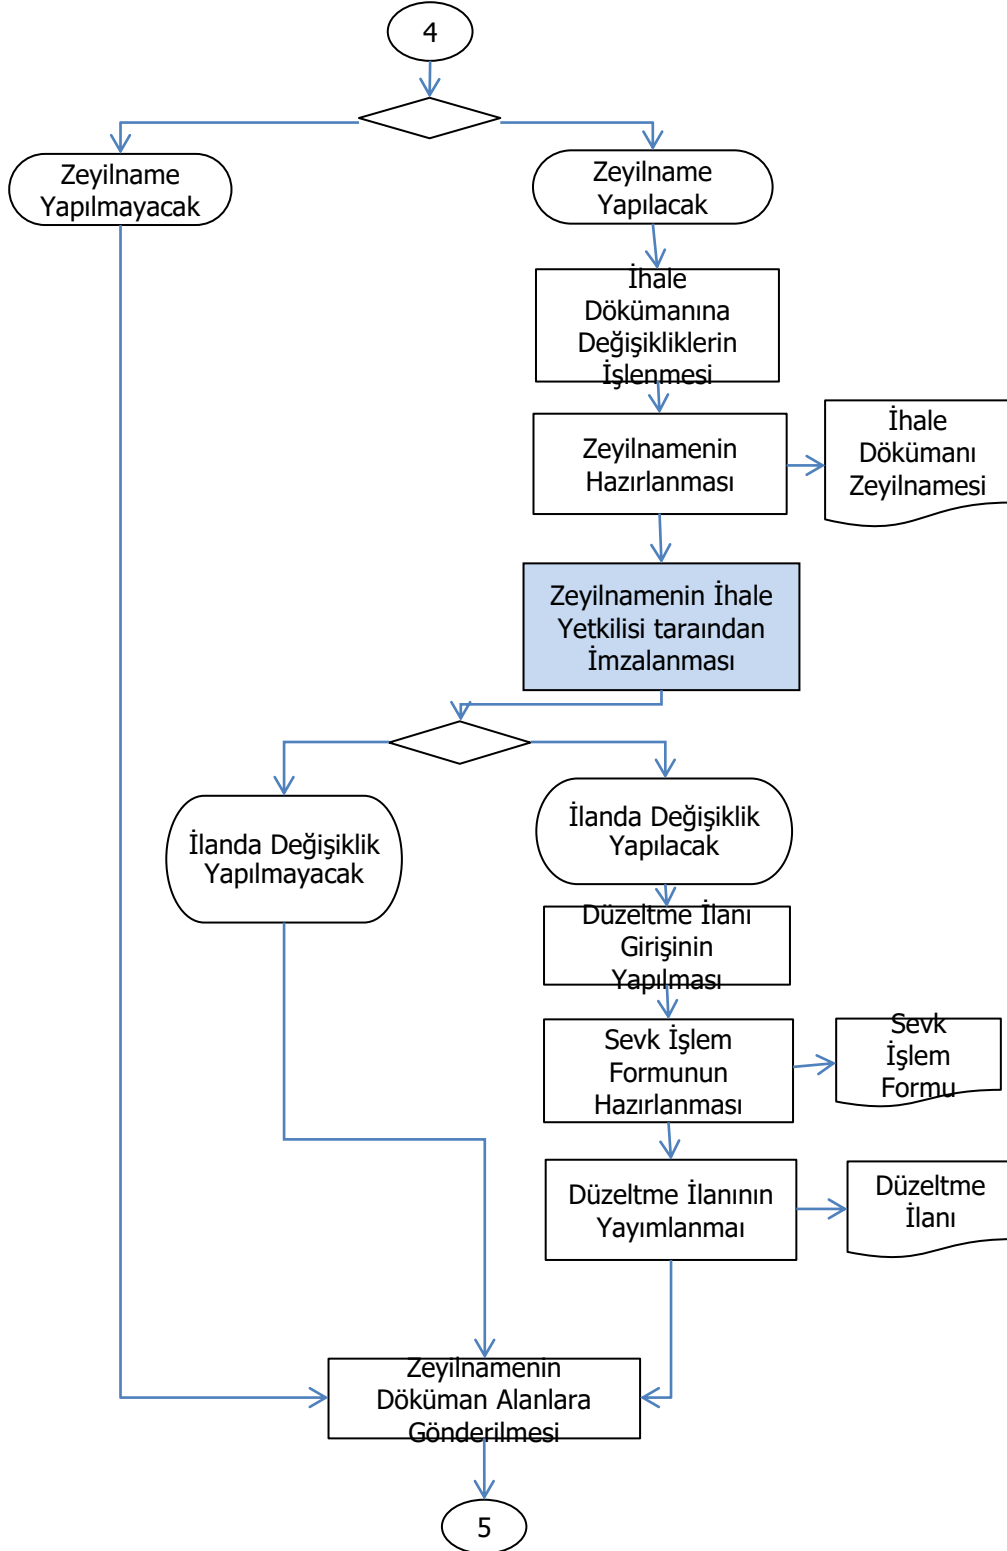 4
Zeyilname
Yapılmayacak
Zeyilname
Yapılacak
İhale
Dökümanına
Değişikliklerin
İşlenmesi
Zeyilnamenin
Hazırlanması
İhale
Dökümanı
Zeyilnamesi
Zeyilnamenin İhale
Yetkilisi taraından
İmzalanması
İlanda Değişiklik
Yapılmayacak
İlanda Değişiklik
Yapılacak
Düzeltme İlanı
Girişinin
Yapılması
Sevk İşlem
Formunun
Hazırlanması
Sevk
İşlem
Formu
Düzeltme İlanının
Yayımlanmaı
Düzeltme
İlanı
Zeyilnamenin
Döküman Alanlara
Gönderilmesi
5